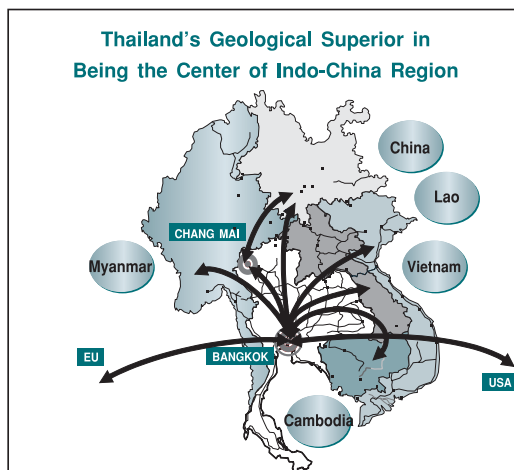 Thailand's Geological Superior in
Being the Center of Indo-China Region
China
Lao
CHANG MAI
Myanmar
Vietnam
EU
BANGKOK
USA
Cambodia